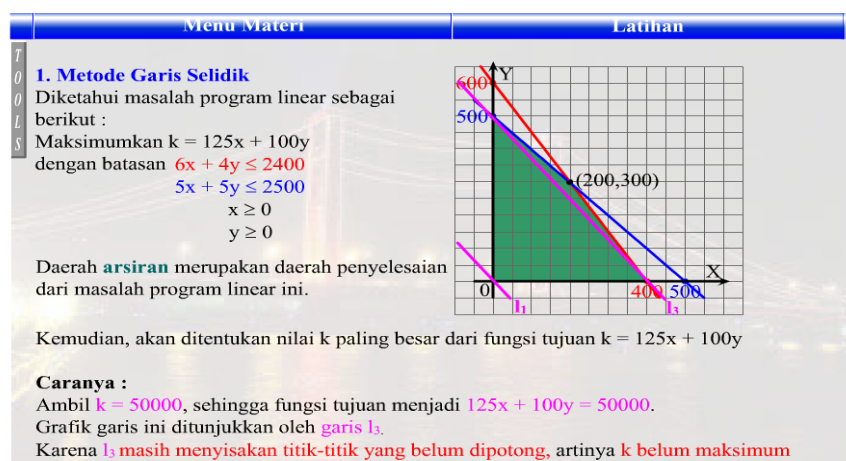 Menu Materi
Latihan
TOOLS
1. Metode Garis Selidik
Diketahui masalah program linear sebagai
berikut :
Maksimumkan k = 125x + 100y
dengan batasan 6x + 4y ≤ 2400
5x + 5y ≤ 2500
x ≥ 0
y ≥ 0
Daerah arsiran merupakan daerah penyelesaian
dari masalah program linear ini.
Y
600
500
(200,300)
X
0
400
500
l₁
l₃
Kemudian, akan ditentukan nilai k paling besar dari fungsi tujuan k = 125x + 100y
Caranya :
Ambil k = 50000, sehingga fungsi tujuan menjadi 125x + 100y = 50000.
Grafik garis ini ditunjukkan oleh garis l₃.
Karena l₃ masih menyisakan titik-titik yang belum dipotong, artinya k belum maksimum